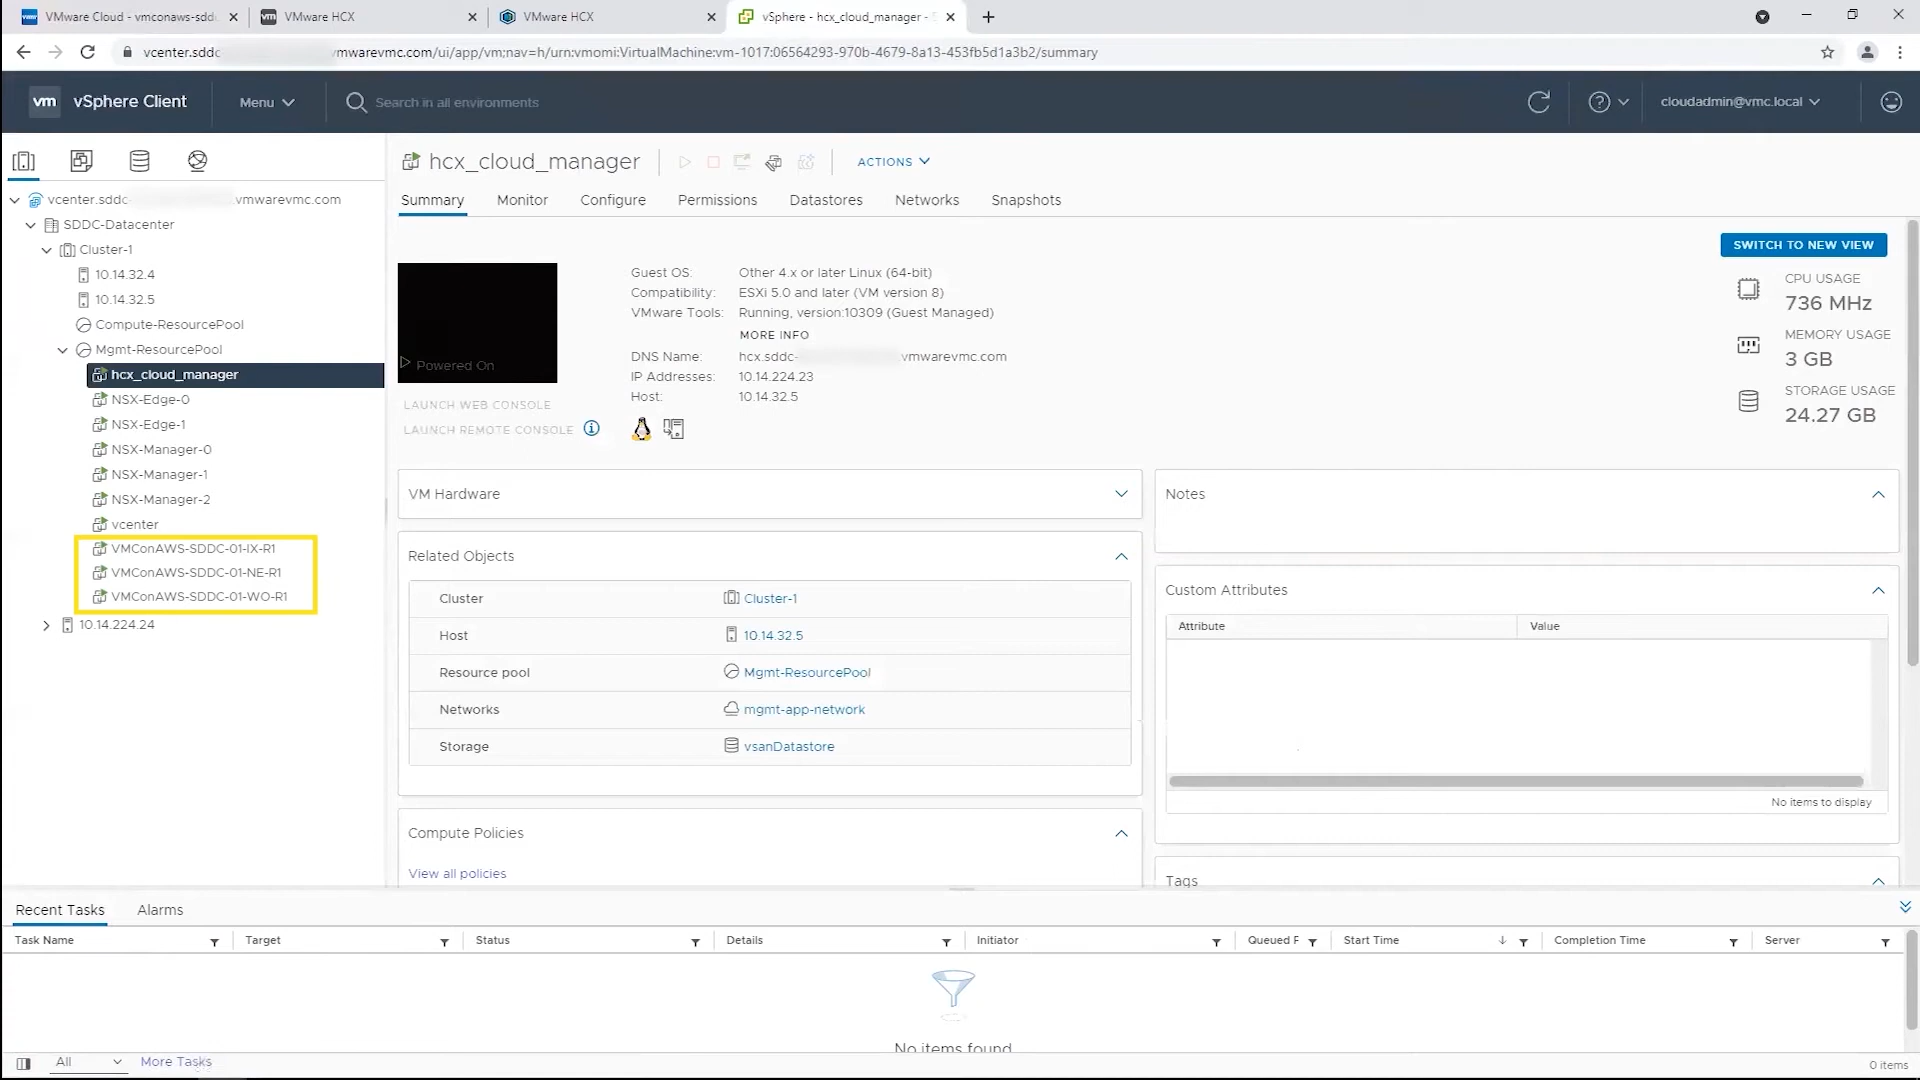 VMware Cloud - vmconaws-sdd
VMware HCX
VMware HCX
vSphere - hcx_cloud_manager - S
vcenter.sddc
vmwarevmc.com/ui/app/vm;nav=h/urn:vmomi:VirtualMachine:vm-1017:06564293-970b-4679-8a13-453fb5d1a3b2/summary
vm vSphere Client
Menu
Search in all environments
cloudadmin@vmc.local
vcenter.sddc-
.vmwarevmc.com
SDDC-Datacenter
Cluster-1
10.14.32.4
10.14.32.5
Compute-ResourcePool
Mgmt-ResourcePool
hcx_cloud_manager
NSX-Edge-0
NSX-Edge-1
NSX-Manager-0
NSX-Manager-1
NSX-Manager-2
vcenter
VMConAWS-SDDC-01-IX-R1
VMConAWS-SDDC-01-NE-R1
VMConAWS-SDDC-01-WO-R1
10.14.224.24
hcx_cloud_manager
ACTIONS
Summary Monitor Configure Permissions Datastores Networks Snapshots
SWITCH TO NEW VIEW
Powered On
LAUNCH WEB CONSOLE
LAUNCH REMOTE CONSOLE
Guest OS: Other 4.x or later Linux (64-bit)
Compatibility: ESXi 5.0 and later (VM version 8)
VMware Tools: Running, version:10309 (Guest Managed)
MORE INFO
DNS Name: hcx.sddc- .vmwarevmc.com
IP Addresses: 10.14.224.23
Host: 10.14.32.5
CPU USAGE
736 MHz
MEMORY USAGE
3 GB
STORAGE USAGE
24.27 GB
VM Hardware
Related Objects
Cluster Cluster-1
Host 10.14.32.5
Resource pool Mgmt-ResourcePool
Networks mgmt-app-network
Storage vsanDatastore
Compute Policies
View all policies
Notes
Custom Attributes
Attribute Value
No items to display
Tags
Recent Tasks Alarms
Task Name Target Status Details Initiator Queued F Start Time Completion Time Server
No items found
All More Tasks
0 items